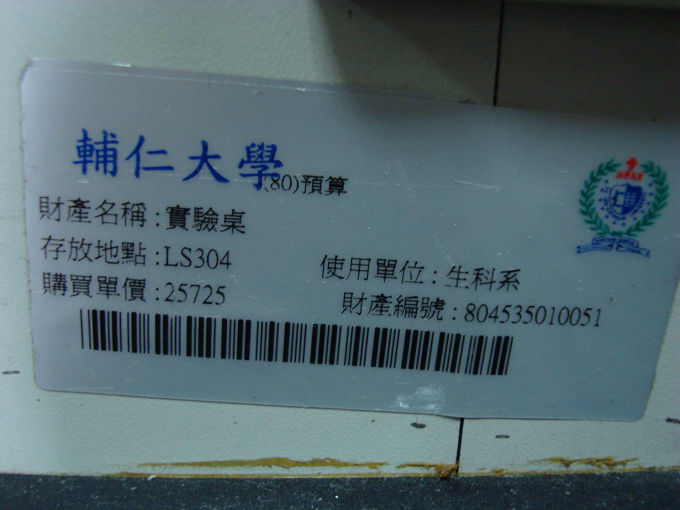 輔仁大學(80)預算
財產名稱:實驗桌
存放地點:LS304 使用單位:生科系
購買單價:25725 財產編號:804535010051